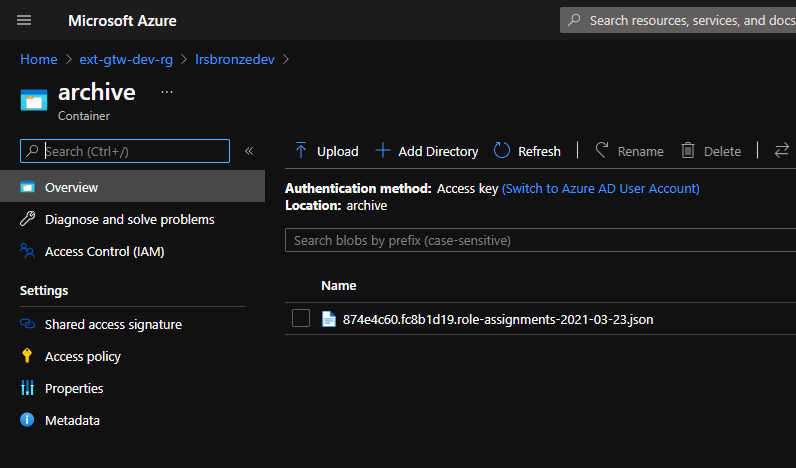 Microsoft Azure
Search resources, services, and docs
Home > ext-gtw-dev-rg > lrsbronzedev >
archive ...
Container
Search (Ctrl+/) «
Overview
Diagnose and solve problems
Access Control (IAM)
Settings
Shared access signature
Access policy
Properties
Metadata
Upload Add Directory Refresh Rename Delete
Authentication method: Access key (Switch to Azure AD User Account)
Location: archive
Search blobs by prefix (case-sensitive)
Name
874e4c60.fc8b1d19.role-assignments-2021-03-23.json